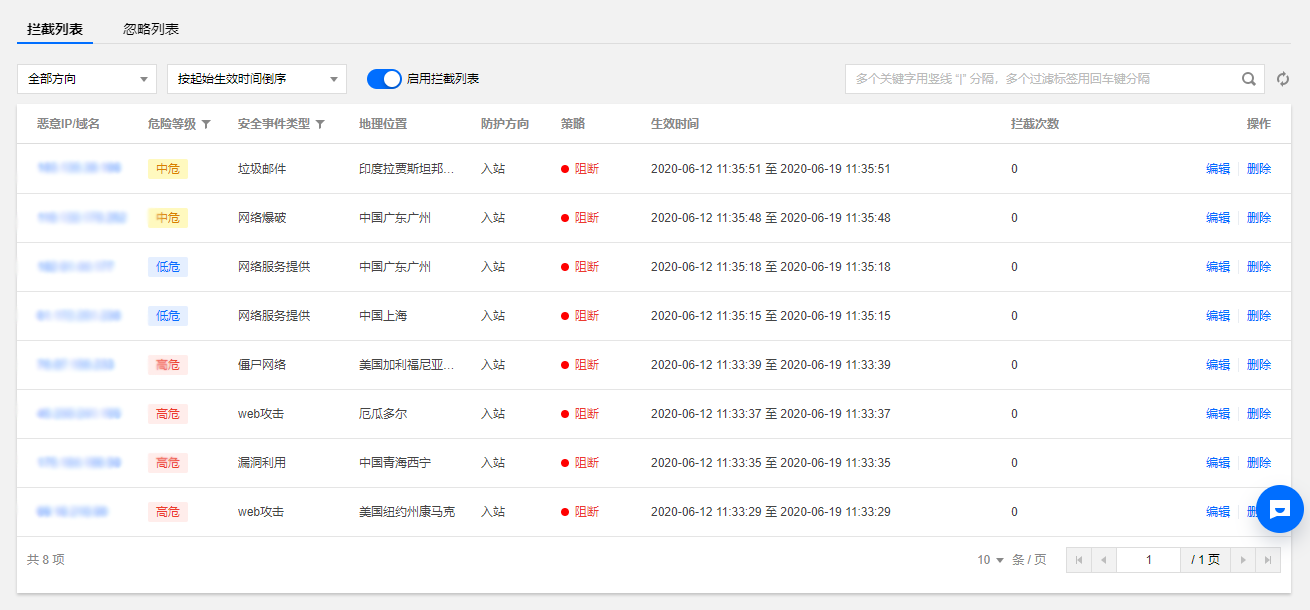 拦截列表 忽略列表
全部方向 按起始生效时间倒序 启用拦截列表 多个关键字用竖线 “|” 分隔，多个过滤标签用回车键分隔
恶意IP/域名 危险等级 安全事件类型 地理位置 防护方向 策略 生效时间 拦截次数 操作
中危 垃圾邮件 印度拉贾斯坦邦... 入站 阻断 2020-06-12 11:35:51 至 2020-06-19 11:35:51 0 编辑 删除
中危 网络爆破 中国广东广州 入站 阻断 2020-06-12 11:35:48 至 2020-06-19 11:35:48 0 编辑 删除
低危 网络服务提供 中国广东广州 入站 阻断 2020-06-12 11:35:18 至 2020-06-19 11:35:18 0 编辑 删除
低危 网络服务提供 中国上海 入站 阻断 2020-06-12 11:35:15 至 2020-06-19 11:35:15 0 编辑 删除
高危 僵尸网络 美国加利福尼亚... 入站 阻断 2020-06-12 11:33:39 至 2020-06-19 11:33:39 0 编辑 删除
高危 web攻击 厄瓜多尔 入站 阻断 2020-06-12 11:33:37 至 2020-06-19 11:33:37 0 编辑 删除
高危 漏洞利用 中国青海西宁 入站 阻断 2020-06-12 11:33:35 至 2020-06-19 11:33:35 0 编辑 删除
高危 web攻击 美国纽约州康马克 入站 阻断 2020-06-12 11:33:29 至 2020-06-19 11:33:29 0 编辑
共 8 项 10 条 / 页 1 / 1 页